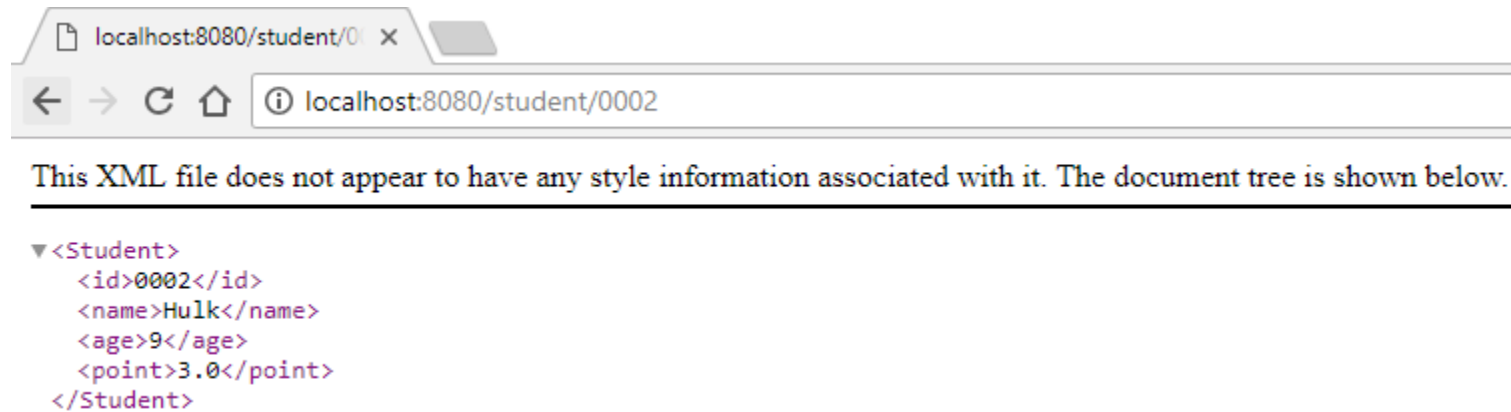 localhost:8080/student/0
localhost:8080/student/0002
This XML file does not appear to have any style information associated with it. The document tree is shown below.
<Student>
<id>0002</id>
<name>Hulk</name>
<age>9</age>
<point>3.0</point>
</Student>